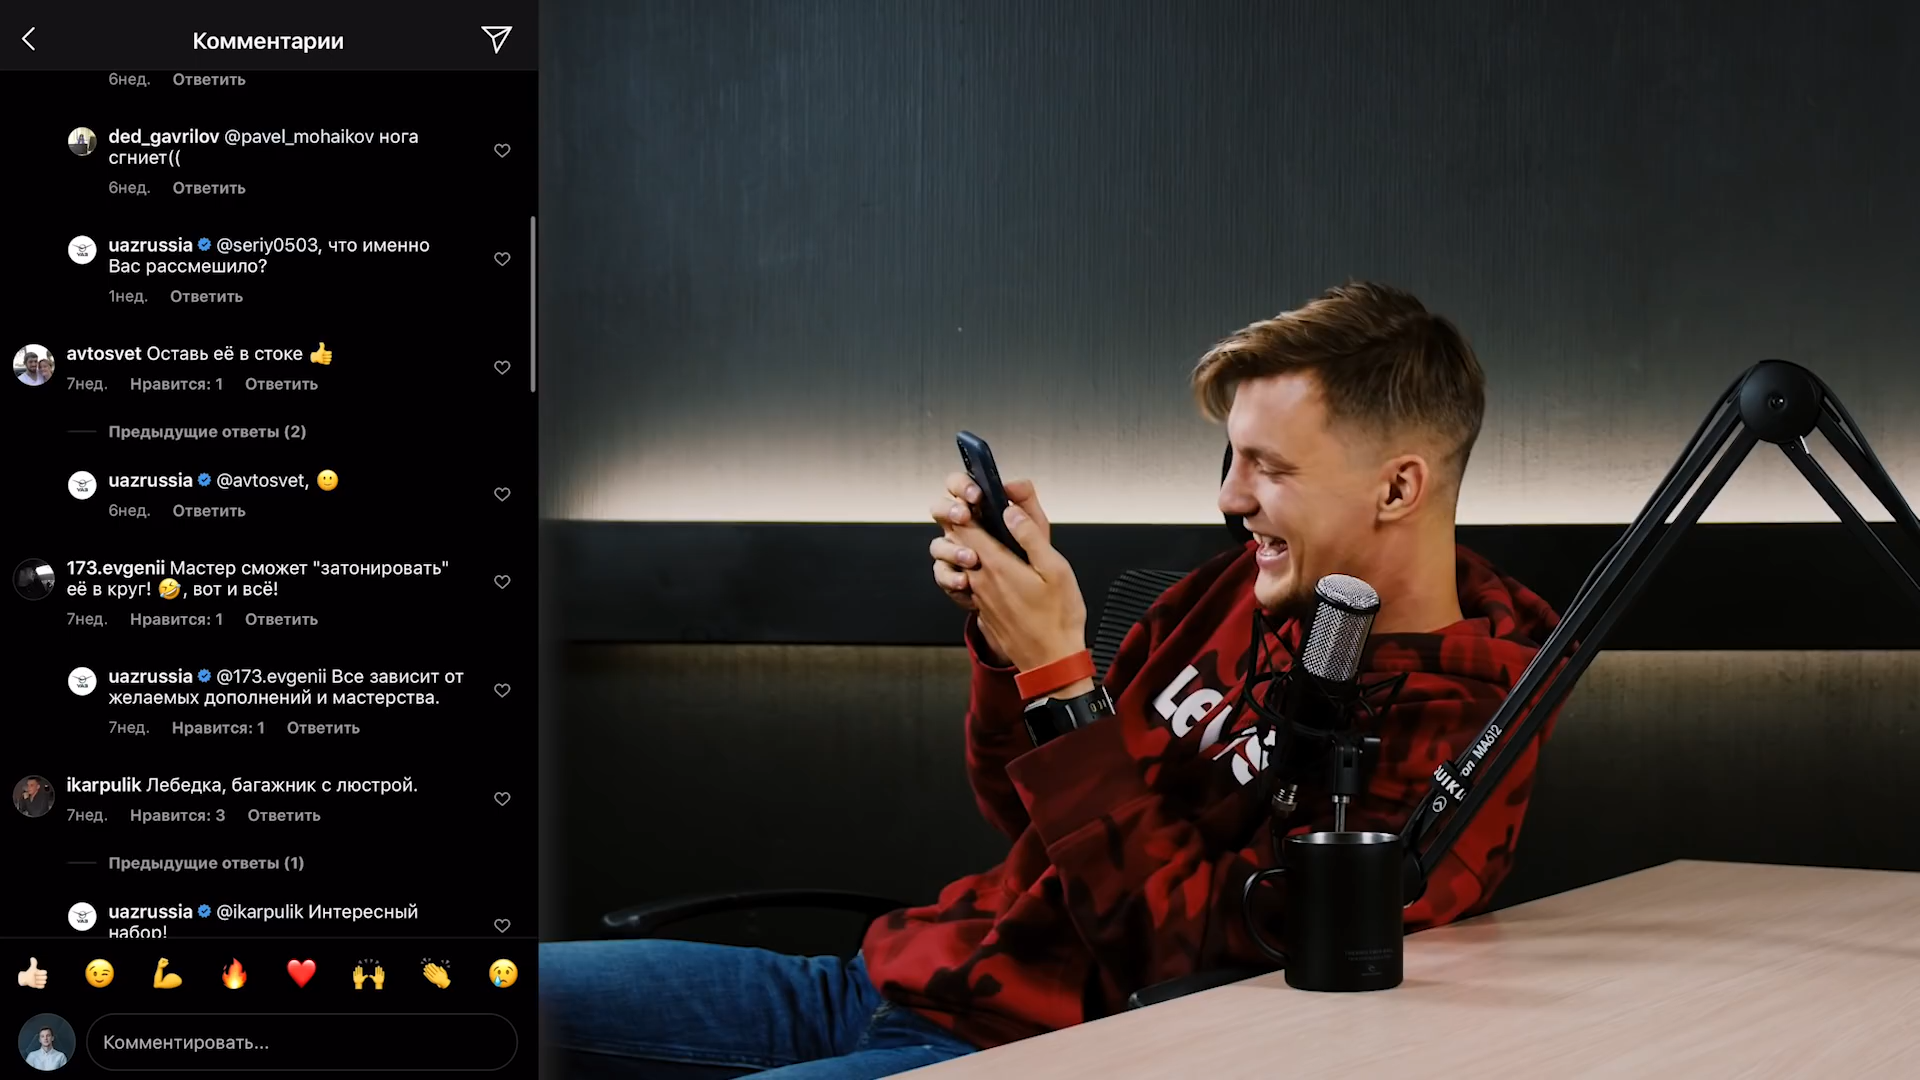 Комментарии
6нед. Ответить
ded_gavrilov @pavel_mohaikov нога
сгниет((
6нед. Ответить
uazrussia @seriy0503, что именно
Вас рассмешило?
1нед. Ответить
avtosvet Оставь её в стоке 👍
7нед. Нравится: 1 Ответить
Предыдущие ответы (2)
uazrussia @avtosvet, 🙂
6нед. Ответить
173.evgenii Мастер сможет "затонировать"
её в круг! 🤣, вот и всё!
7нед. Нравится: 1 Ответить
uazrussia @173.evgenii Все зависит от
желаемых дополнений и мастерства.
7нед. Нравится: 1 Ответить
ikarpulik Лебедка, багажник с люстрой.
7нед. Нравится: 3 Ответить
Предыдущие ответы (1)
uazrussia @ikarpulik Интересный
набор!
Комментировать...
LEVI'S
MA612